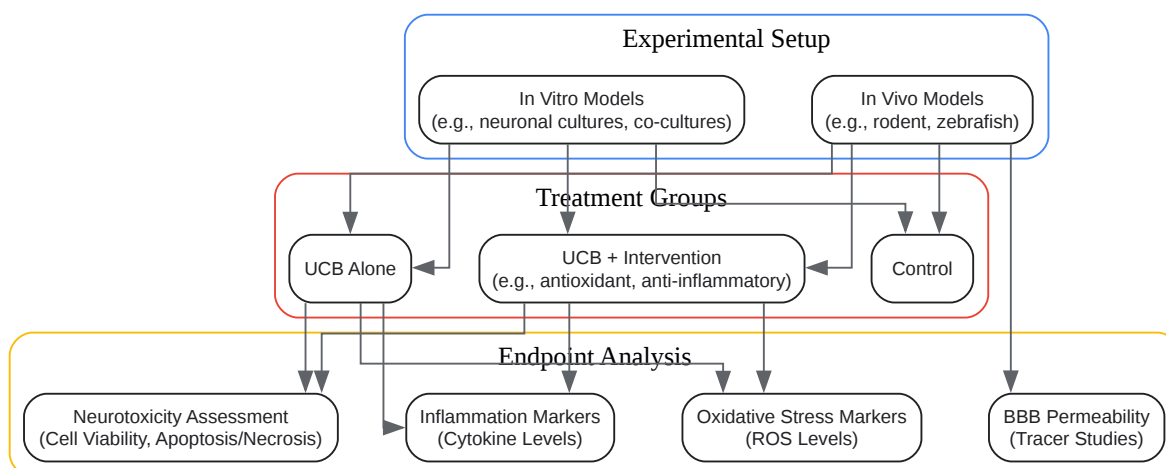 Experimental Setup
In Vitro Models
(e.g., neuronal cultures, co-cultures)
In Vivo Models
(e.g., rodent, zebrafish)
Treatment Groups
UCB Alone
UCB + Intervention
(e.g., antioxidant, anti-inflammatory)
Control
Endpoint Analysis
Neurotoxicity Assessment
(Cell Viability, Apoptosis/Necrosis)
Inflammation Markers
(Cytokine Levels)
Oxidative Stress Markers
(ROS Levels)
BBB Permeability
(Tracer Studies)